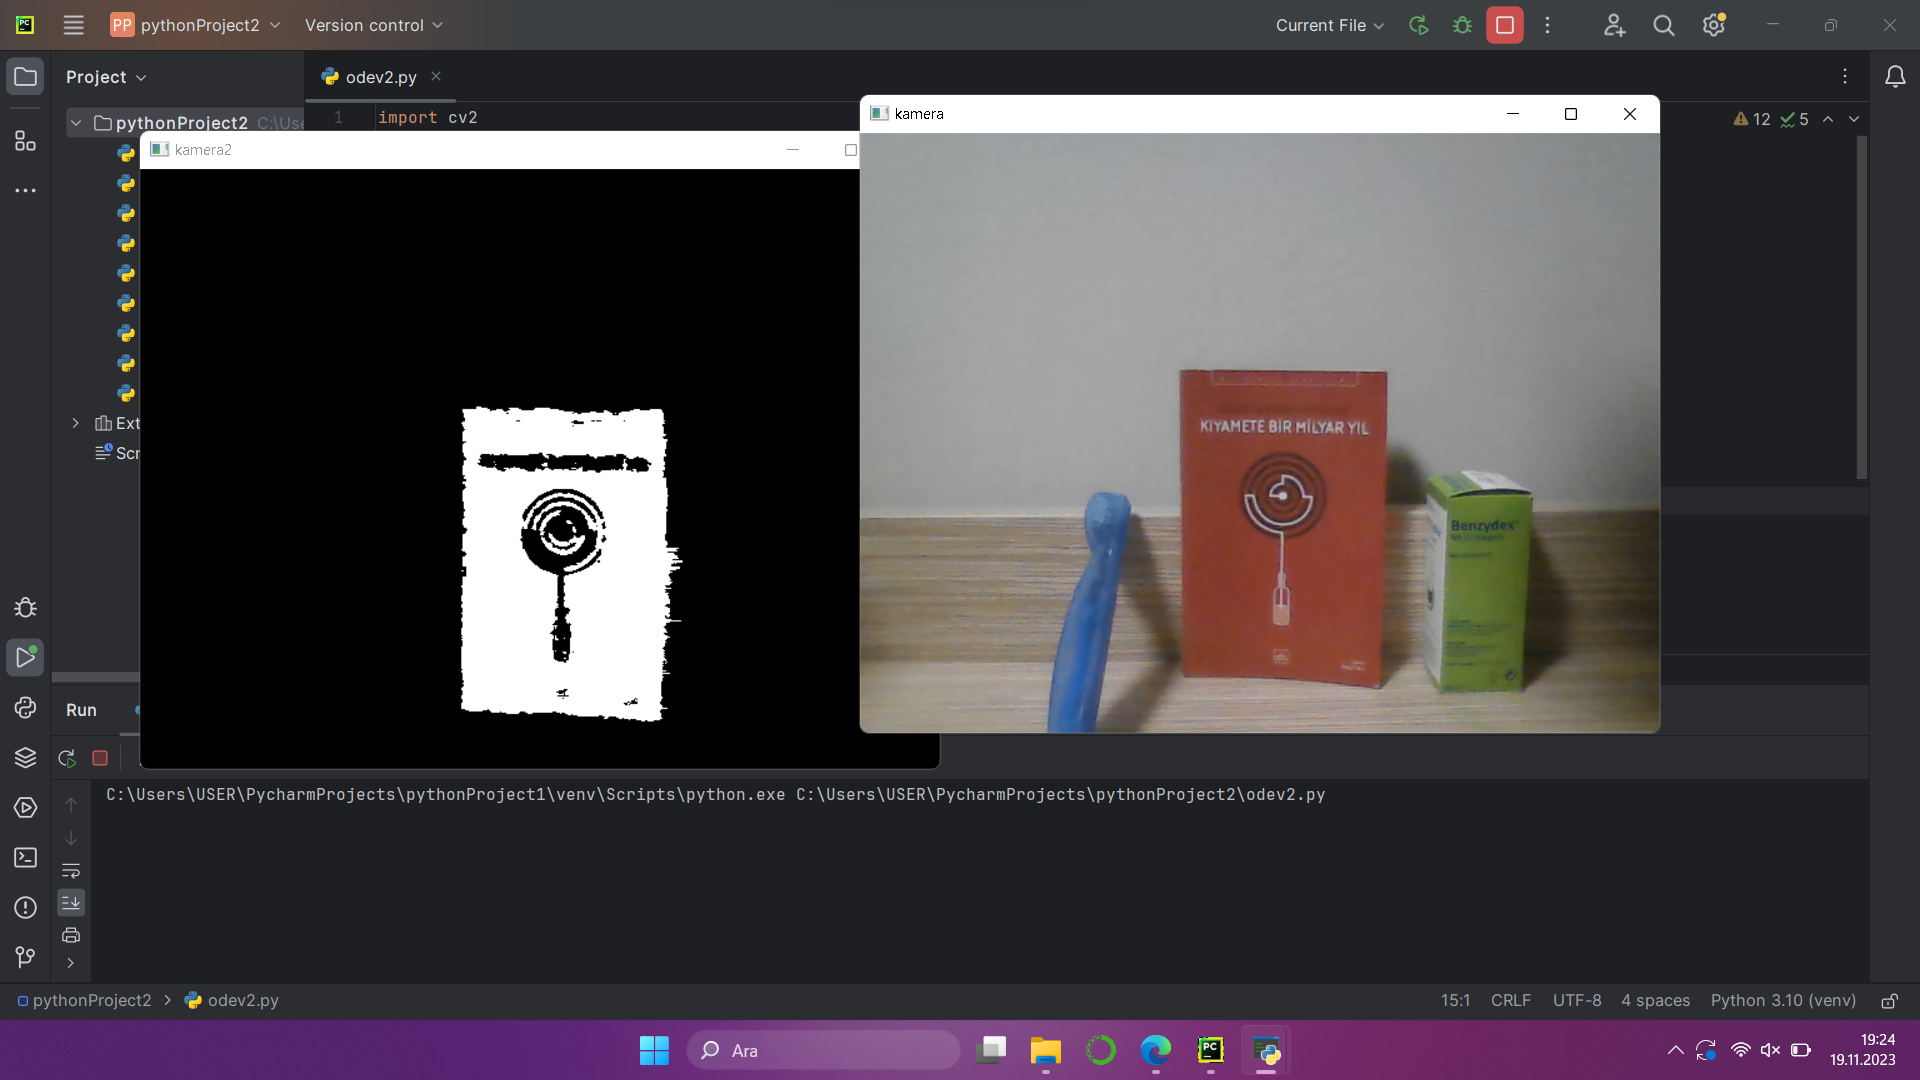 PP pythonProject2
Version control
Current File
Project
odev2.py
pythonProject2 C:\Use
1 import cv2
12 5
Ext
Scr
kamera2
kamera
KIYAMETE BİR MİLYAR YIL
Benzydex
Run
C:\Users\USER\PycharmProjects\pythonProject1\venv\Scripts\python.exe C:\Users\USER\PycharmProjects\pythonProject2\odev2.py
pythonProject2 > odev2.py
15:1 CRLF UTF-8 4 spaces Python 3.10 (venv)
Ara
19:24
19.11.2023